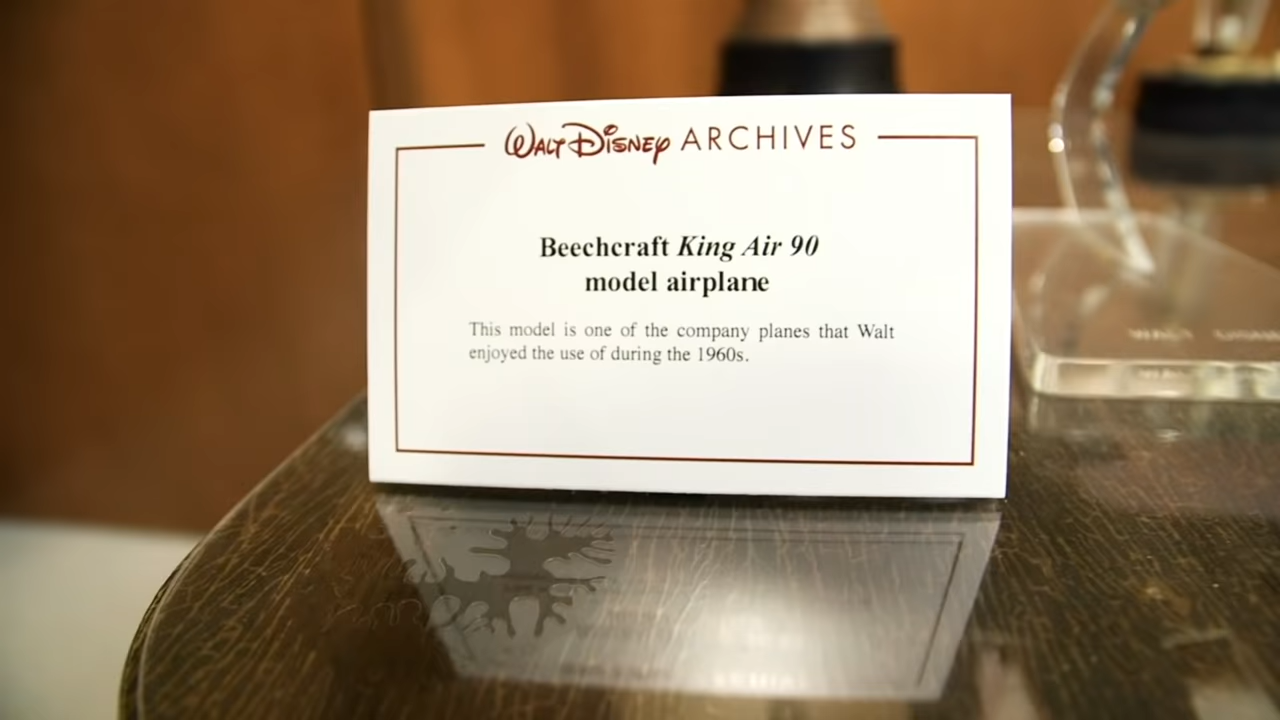 WALT DISNEY ARCHIVES
Beechcraft King Air 90
model airplane
This model is one of the company planes that Walt
enjoyed the use of during the 1960s.